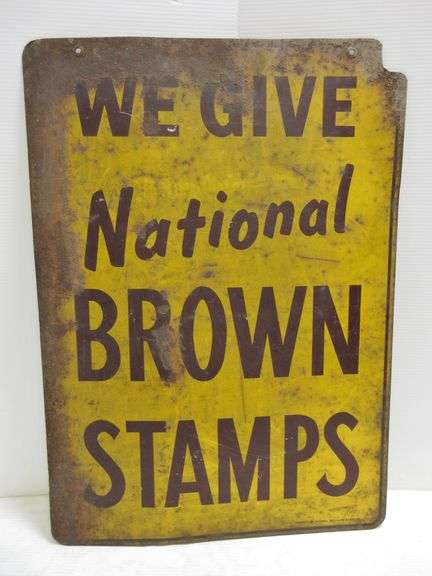 WE GIVE
National
BROWN
STAMPS